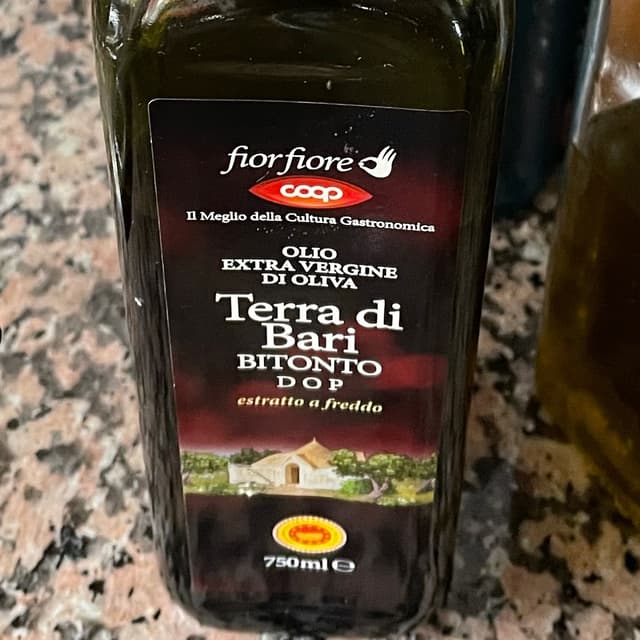 fiorfiore
coop
Il Meglio della Cultura Gastronomica
OLIO
EXTRA VERGINE
DI OLIVA
Terra di
Bari
BITONTO
DOP
estratto a freddo
750ml ℮